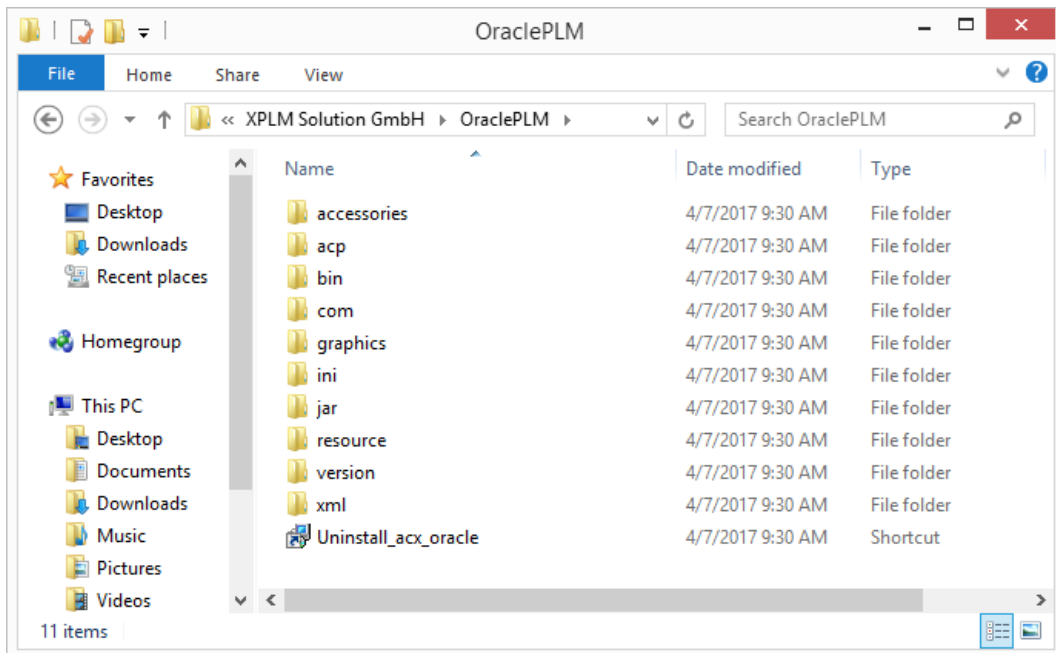 OraclePLM
File Home Share View
« XPLM Solution GmbH OraclePLM Search OraclePLM
Name Date modified Type
Favorites
Desktop
Downloads
Recent places
Homegroup
This PC
Desktop
Documents
Downloads
Music
Pictures
Videos
accessories 4/7/2017 9:30 AM File folder
acp 4/7/2017 9:30 AM File folder
bin 4/7/2017 9:30 AM File folder
com 4/7/2017 9:30 AM File folder
graphics 4/7/2017 9:30 AM File folder
ini 4/7/2017 9:30 AM File folder
jar 4/7/2017 9:30 AM File folder
resource 4/7/2017 9:30 AM File folder
version 4/7/2017 9:30 AM File folder
xml 4/7/2017 9:30 AM File folder
Uninstall_acx_oracle 4/7/2017 9:30 AM Shortcut
11 items